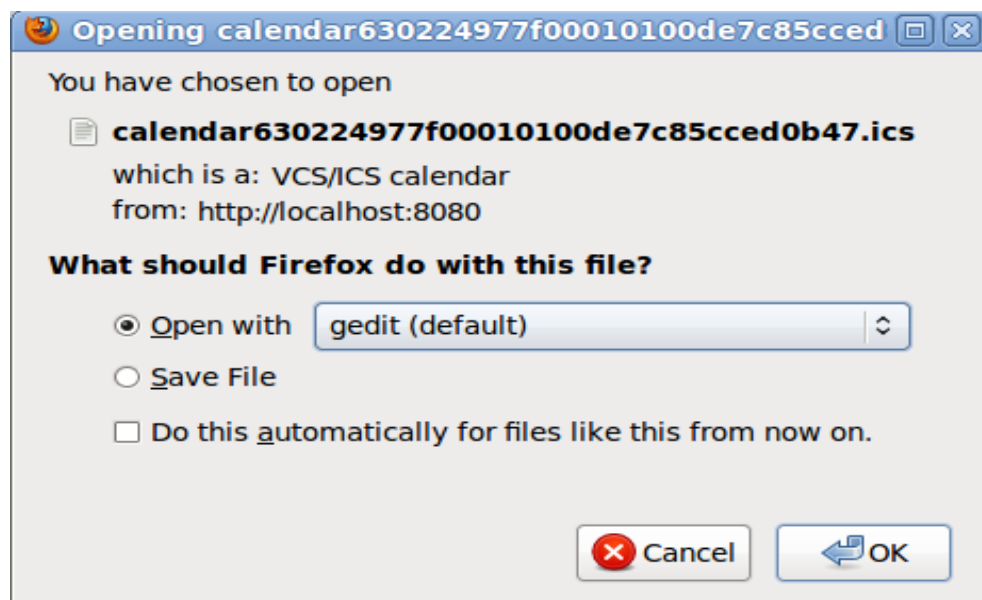 Opening calendar630224977f00010100de7c85cced
You have chosen to open
calendar630224977f00010100de7c85cced0b47.ics
which is a: VCS/ICS calendar
from: http://localhost:8080
What should Firefox do with this file?
Open with gedit (default)
Save File
Do this automatically for files like this from now on.
Cancel OK